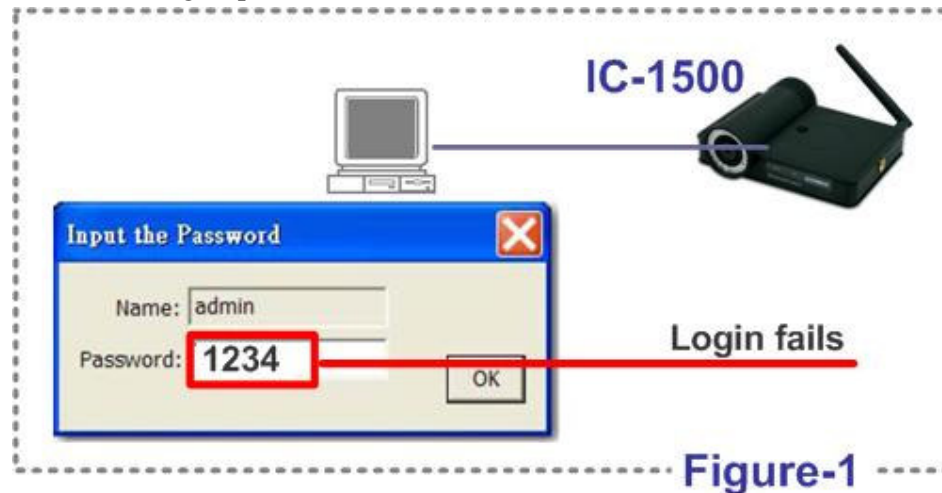 IC-1500
Input the Password
Name: admin
Password: 1234
OK
Login fails
Figure-1